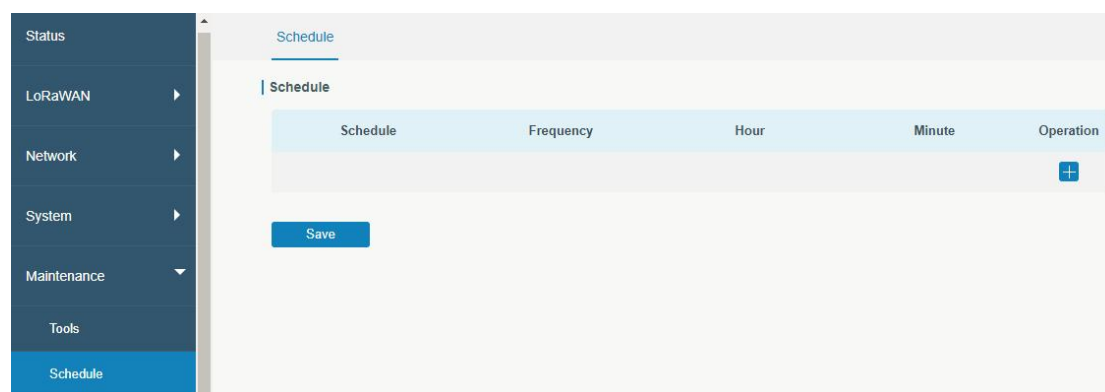 Status
LoRaWAN
Network
System
Maintenance
Tools
Schedule
Schedule
Schedule
Schedule Frequency Hour Minute Operation
Save